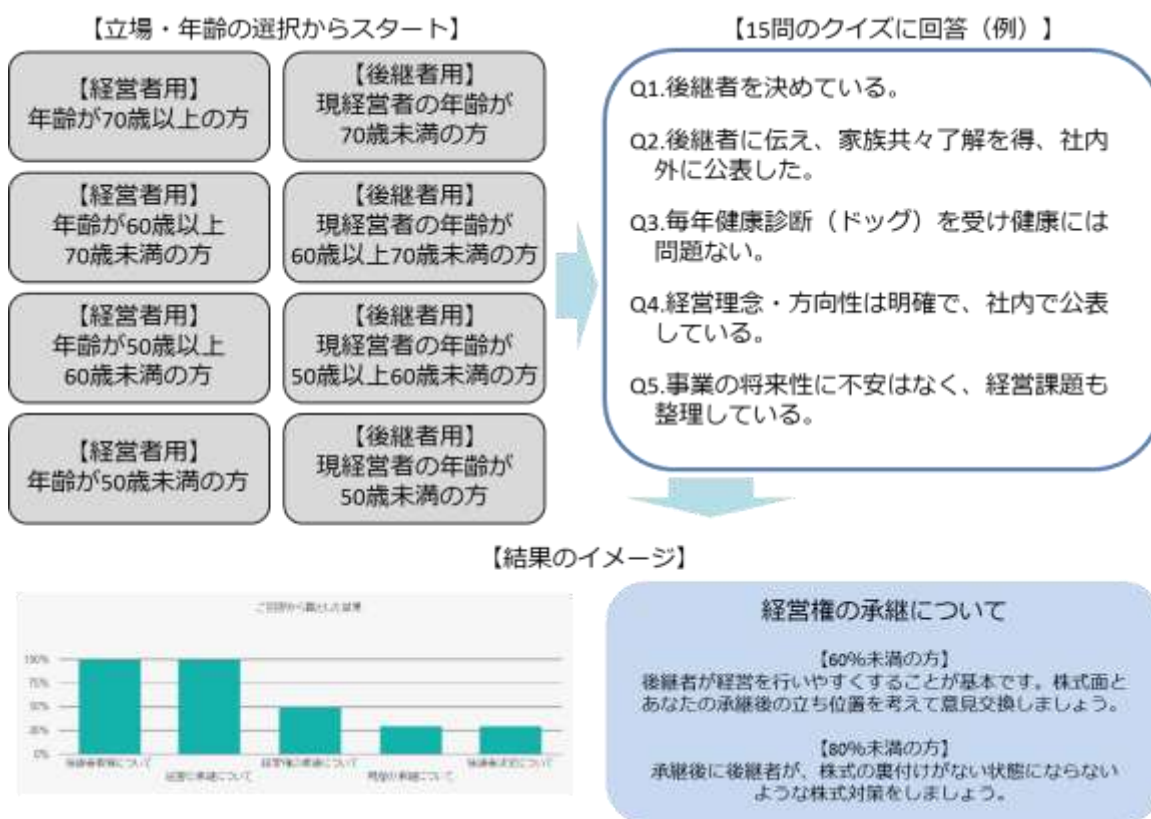 【立場・年齢の選択からスタート】
【経営者用】
年齢が70歳以上の方
【後継者用】
現経営者の年齢が
70歳未満の方
【経営者用】
年齢が60歳以上
70歳未満の方
【後継者用】
現経営者の年齢が
60歳以上70歳未満の方
【経営者用】
年齢が50歳以上
60歳未満の方
【後継者用】
現経営者の年齢が
50歳以上60歳未満の方
【経営者用】
年齢が50歳未満の方
【後継者用】
現経営者の年齢が
50歳未満の方
【15問のクイズに回答（例）】
Q1.後継者を決めている。
Q2.後継者に伝え、家族共々了解を得、社内
外に公表した。
Q3.毎年健康診断（ドッグ）を受け健康には
問題ない。
Q4.経営理念・方向性は明確で、社内で公表
している。
Q5.事業の将来性に不安はなく、経営課題も
整理している。
【結果のイメージ】
100%
75%
50%
0%
経営権の承継について
経営権の承継について
【60%未満の方】
後継者が経営を行いやすくすることが基本です。株式面と
あなたの承継後の立ち位置を考えて意見交換しましょう。
【80%未満の方】
承継後に後継者が、株式の裏付けがない状態にならない
ような株式対策をしましょう。